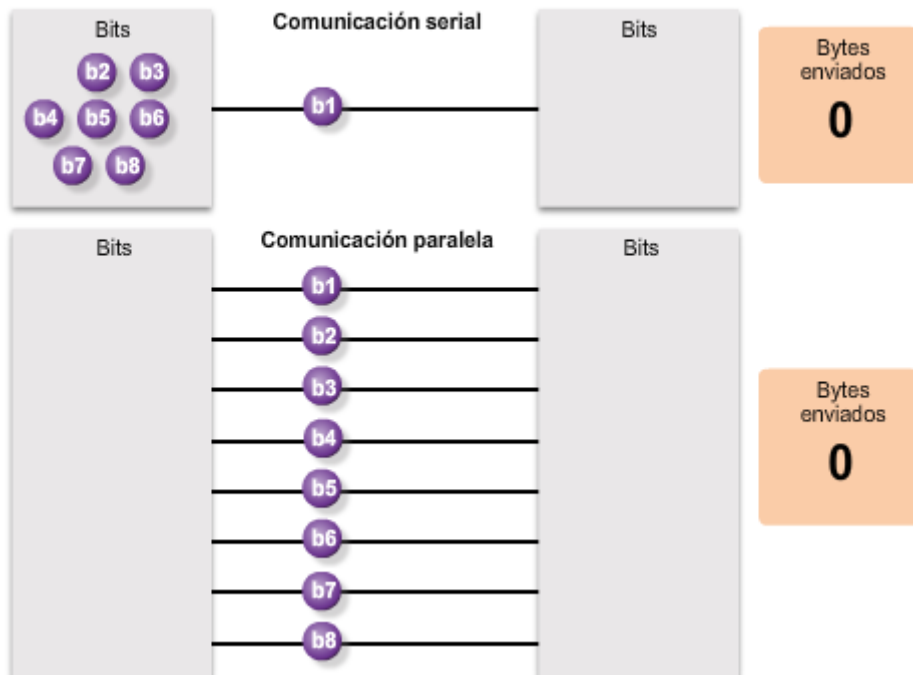 Comunicación serial
Bits
b2 b3
b4 b5 b6
b7 b8
b1
Bits
Bytes
enviados
0
Comunicación paralela
Bits
b1
b2
b3
b4
b5
b6
b7
b8
Bits
Bytes
enviados
0